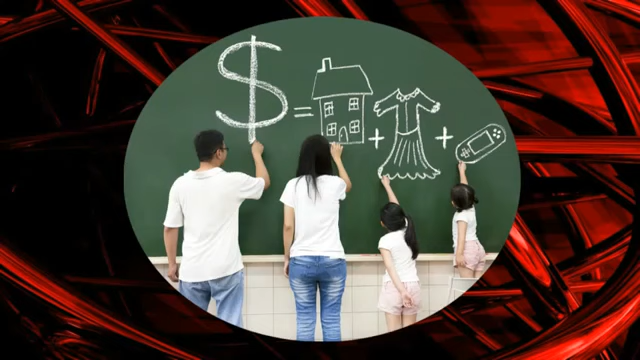 $ = + +